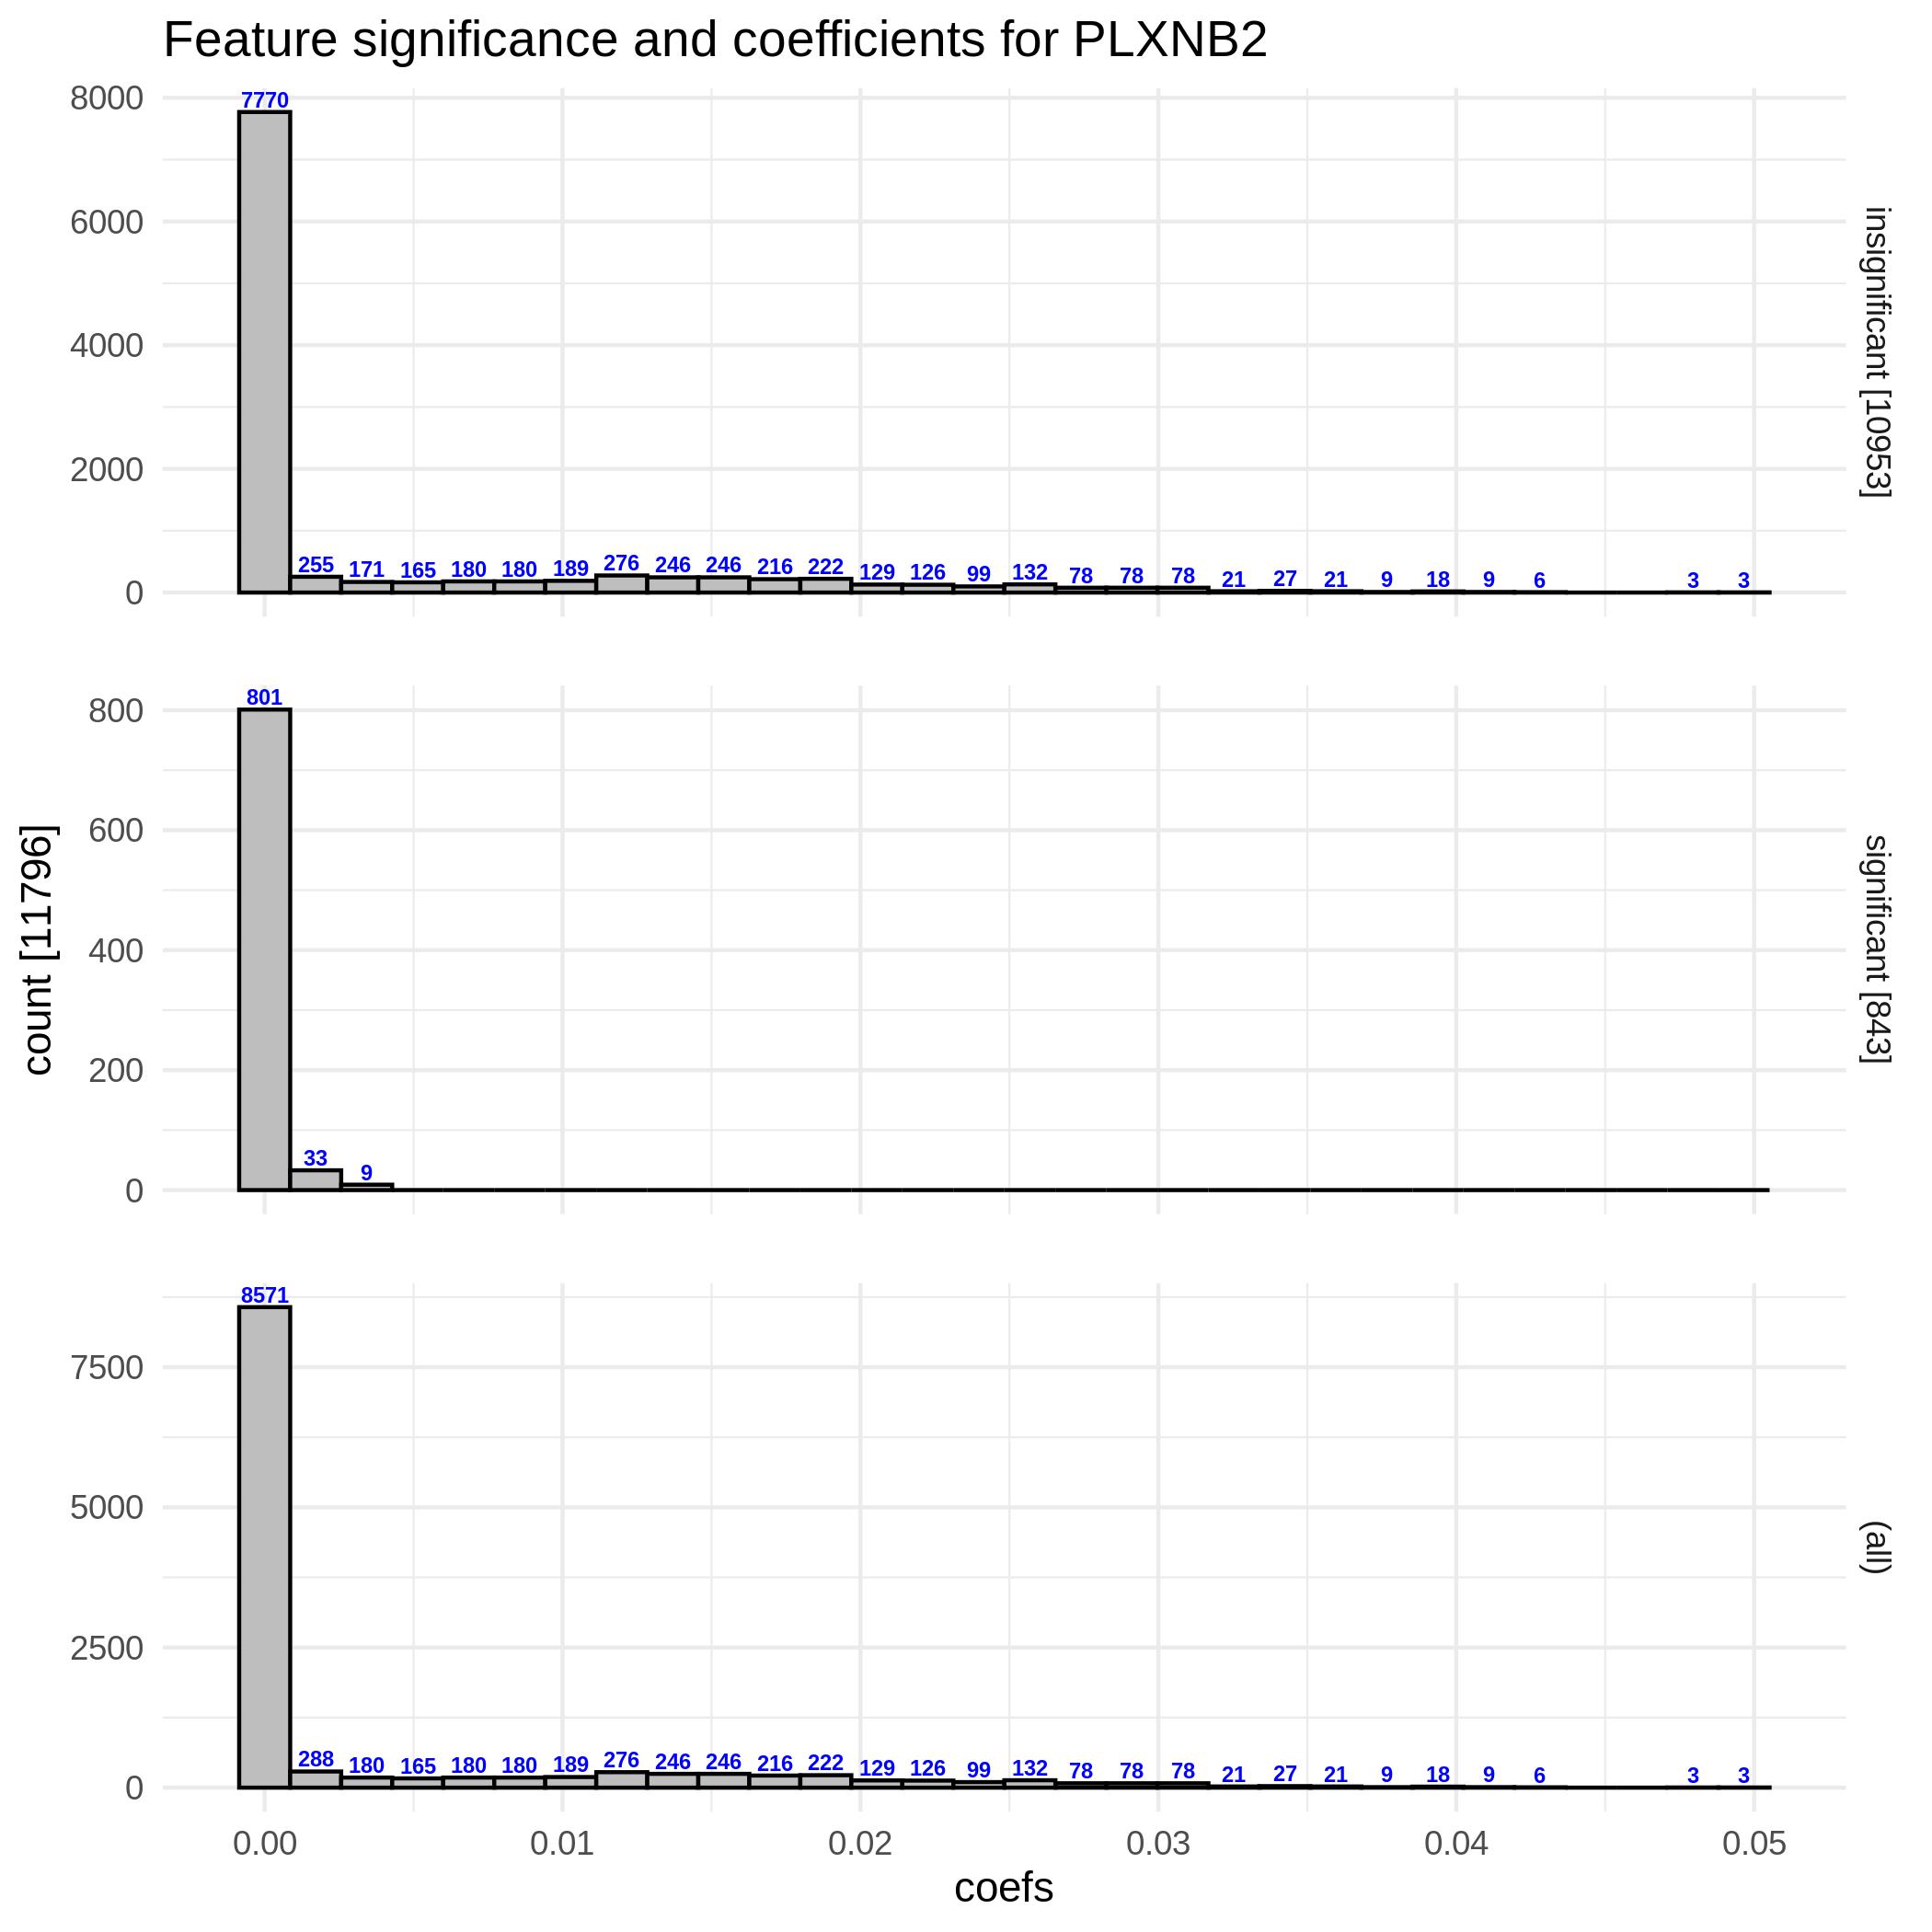 Feature significance and coefficients for PLXNB2
8000
6000
4000
2000
0
7770
255 171 165 180 180 189 276 246 246 216 222 129 126 99 132 78 78 78 21 27 21 9 18 9 6 3 3
insignificant [10953]
count [11796]
800
600
400
200
0
801
33 9
significant [843]
7500
5000
2500
0
8571
288 180 165 180 180 189 276 246 246 216 222 129 126 99 132 78 78 78 21 27 21 9 18 9 6 3 3
(all)
0.00 0.01 0.02 0.03 0.04 0.05
coefs